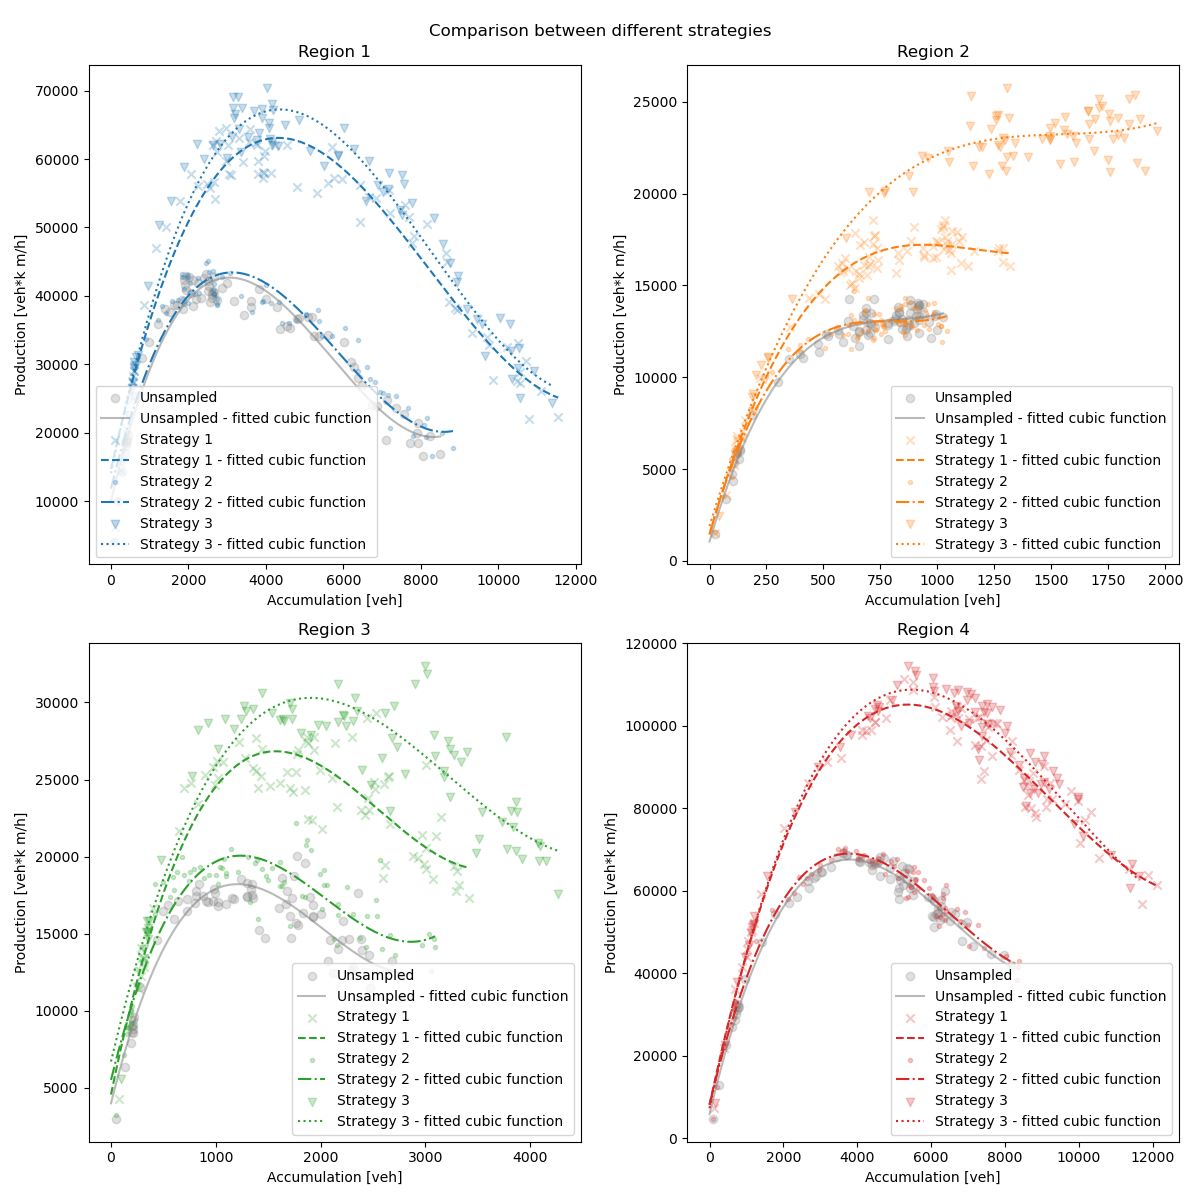 Comparison between different strategies
Region 1
Production [veh*k m/h]
70000
60000
50000
40000
30000
20000
10000
Unsampled
Unsampled - fitted cubic function
Strategy 1
Strategy 1 - fitted cubic function
Strategy 2
Strategy 2 - fitted cubic function
Strategy 3
Strategy 3 - fitted cubic function
0 2000 4000 6000 8000 10000 12000
Accumulation [veh]
Region 2
Production [veh*k m/h]
25000
20000
15000
10000
5000
0
Unsampled
Unsampled - fitted cubic function
Strategy 1
Strategy 1 - fitted cubic function
Strategy 2
Strategy 2 - fitted cubic function
Strategy 3
Strategy 3 - fitted cubic function
0 250 500 750 1000 1250 1500 1750 2000
Accumulation [veh]
Region 3
Production [veh*k m/h]
30000
25000
20000
15000
10000
5000
Unsampled
Unsampled - fitted cubic function
Strategy 1
Strategy 1 - fitted cubic function
Strategy 2
Strategy 2 - fitted cubic function
Strategy 3
Strategy 3 - fitted cubic function
0 1000 2000 3000 4000
Accumulation [veh]
Region 4
Production [veh*k m/h]
120000
100000
80000
60000
40000
20000
0
Unsampled
Unsampled - fitted cubic function
Strategy 1
Strategy 1 - fitted cubic function
Strategy 2
Strategy 2 - fitted cubic function
Strategy 3
Strategy 3 - fitted cubic function
0 2000 4000 6000 8000 10000 12000
Accumulation [veh]